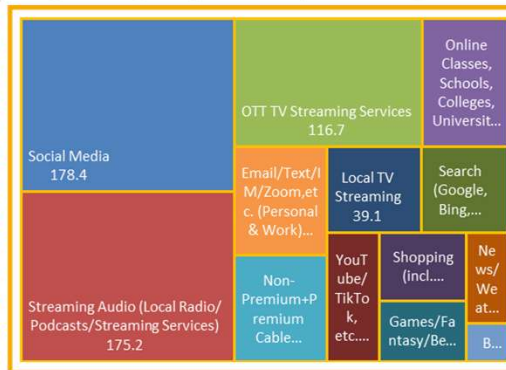 Social Media
178.4
Streaming Audio (Local Radio/
Podcasts/Streaming Services)
175.2
OTT TV Streaming Services
116.7
Online
Classes,
Schools,
Colleges,
Universit...
Email/Text/I
M/Zoom,et
c. (Personal
& Work)...
Local TV
Streaming
39.1
Search
(Google,
Bing,...
Non-
Premium+P
remium
Cable...
YouT
ube/
TikTo
k,
etc....
Shopping
(incl....
Ne
ws/
We
at...
Games/Fa
ntasy/Be...
B...